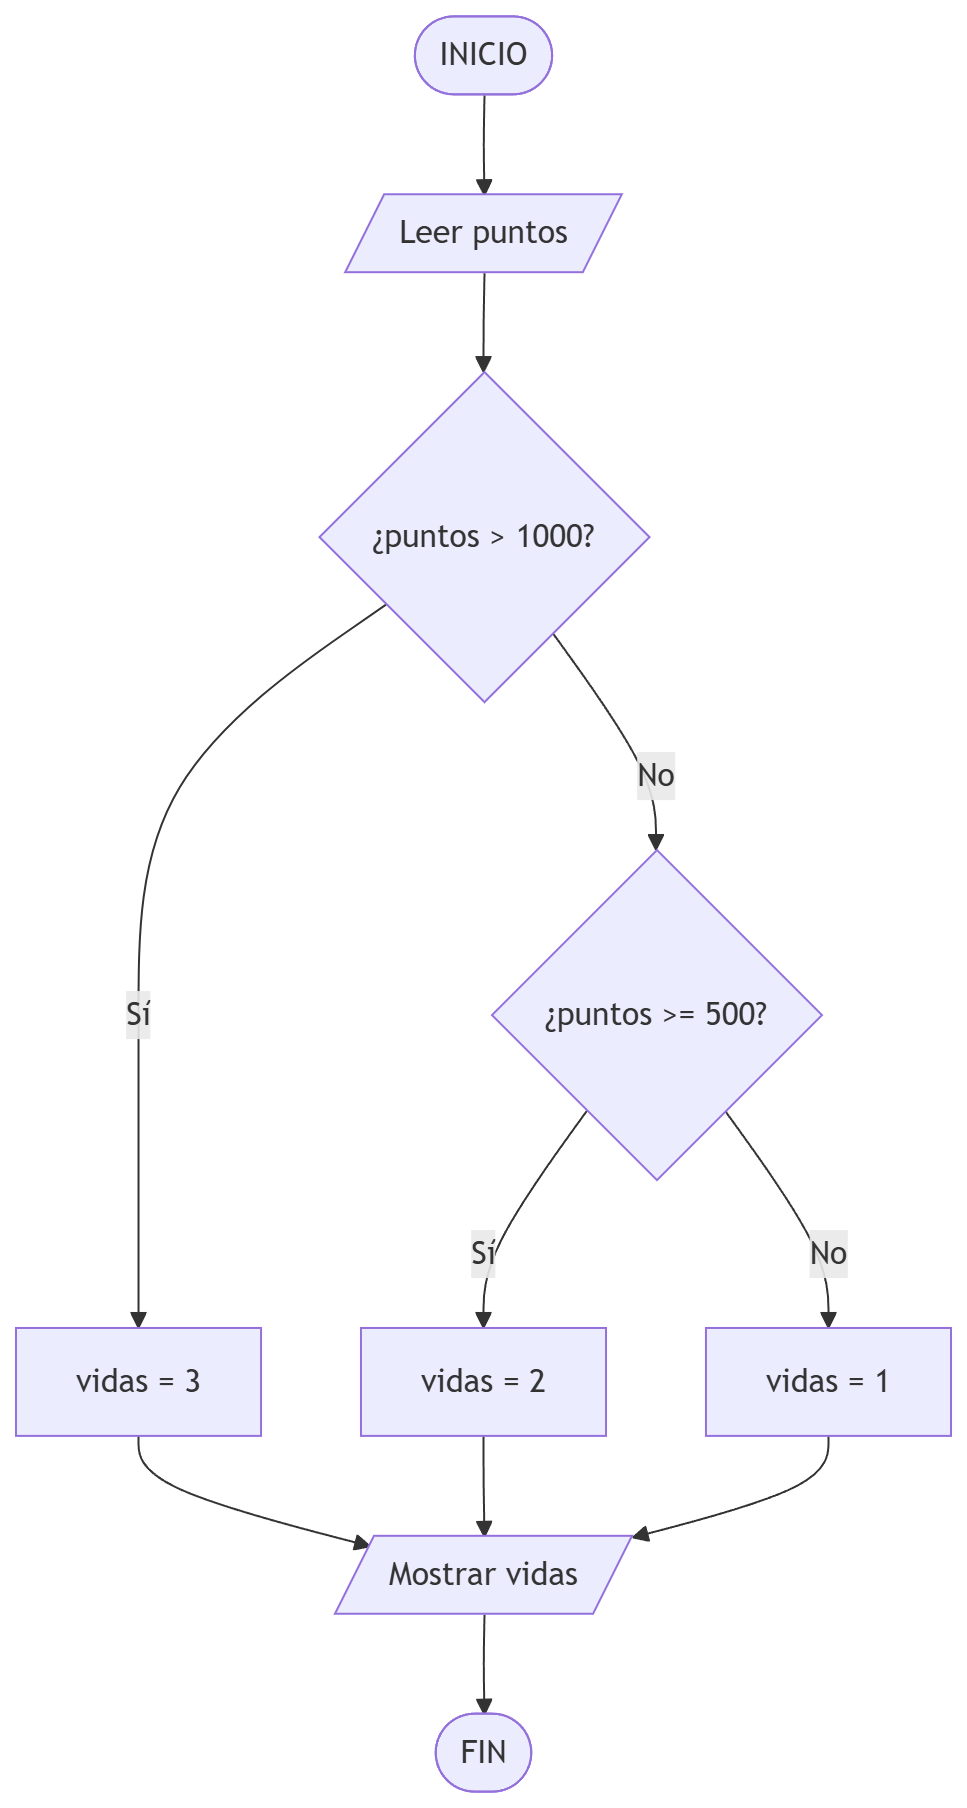 INICIO
Leer puntos
¿puntos > 1000?
No
Sí
¿puntos >= 500?
Sí
No
vidas = 3
vidas = 2
vidas = 1
Mostrar vidas
FIN